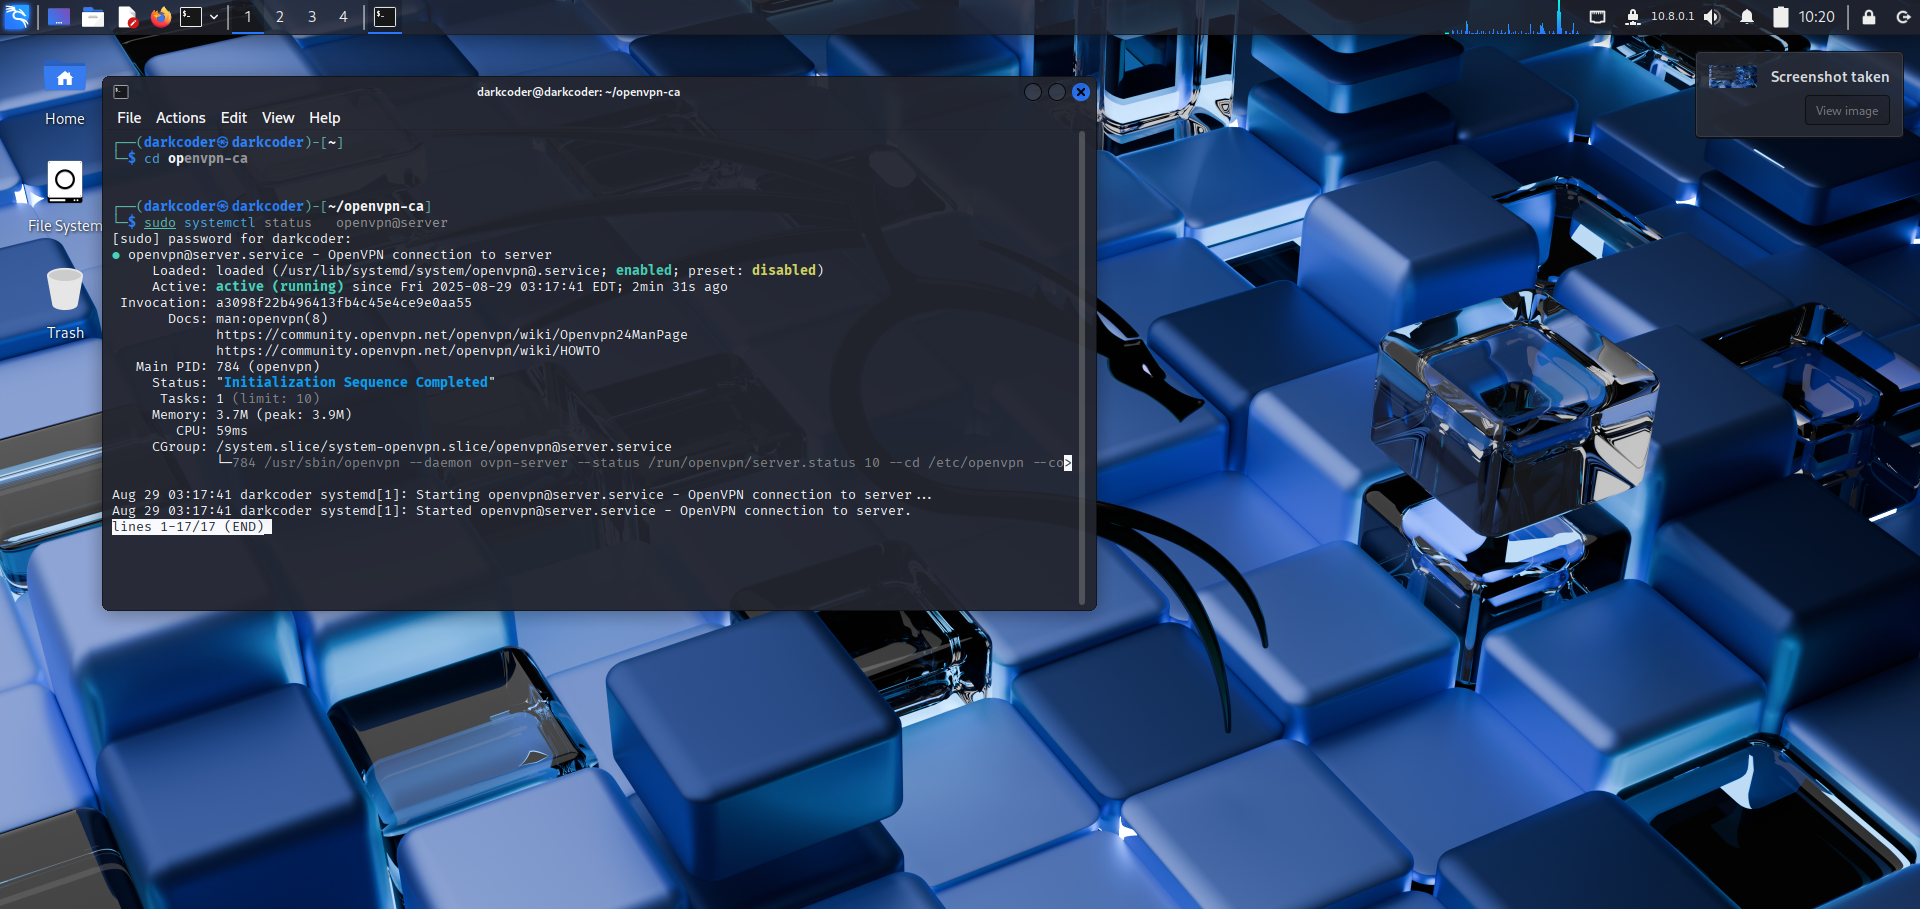 1 2 3 4
10.8.0.1
10:20
Screenshot taken
View image
Home
File System
Trash
darkcoder@darkcoder: ~/openvpn-ca
File Actions Edit View Help
┌──(darkcoder㉿darkcoder)-[~]
└─$ cd openvpn-ca
┌──(darkcoder㉿darkcoder)-[~/openvpn-ca]
└─$ sudo systemctl status   openvpn@server
[sudo] password for darkcoder:
● openvpn@server.service - OpenVPN connection to server
Loaded: loaded (/usr/lib/systemd/system/openvpn@.service; enabled; preset: disabled)
Active: active (running) since Fri 2025-08-29 03:17:41 EDT; 2min 31s ago
Invocation: a3098f22b496413fb4c45e4ce9e0aa55
Docs: man:openvpn(8)
https://community.openvpn.net/openvpn/wiki/Openvpn24ManPage
https://community.openvpn.net/openvpn/wiki/HOWTO
Main PID: 784 (openvpn)
Status: "Initialization Sequence Completed"
Tasks: 1 (limit: 10)
Memory: 3.7M (peak: 3.9M)
CPU: 59ms
CGroup: /system.slice/system-openvpn.slice/openvpn@server.service
└─784 /usr/sbin/openvpn --daemon ovpn-server --status /run/openvpn/server.status 10 --cd /etc/openvpn --co>
Aug 29 03:17:41 darkcoder systemd[1]: Starting openvpn@server.service - OpenVPN connection to server...
Aug 29 03:17:41 darkcoder systemd[1]: Started openvpn@server.service - OpenVPN connection to server.
lines 1-17/17 (END)